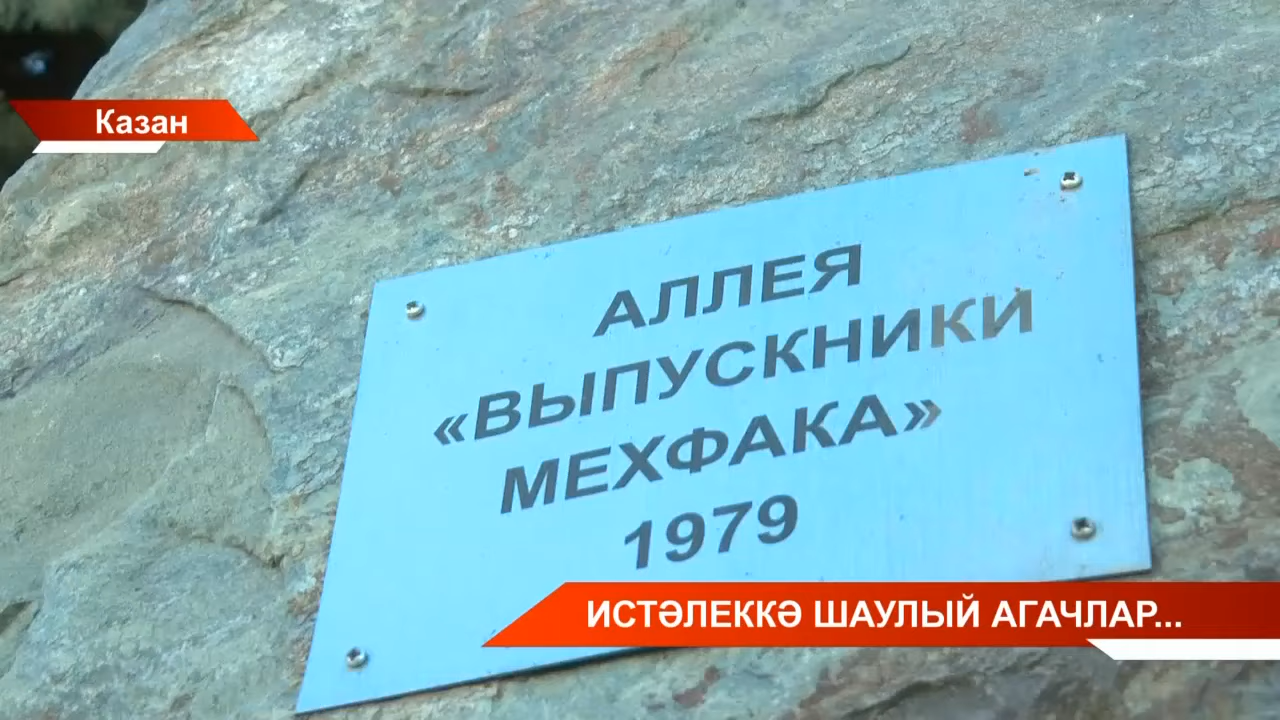 Казан
АЛЛЕЯ
«ВЫПУСКНИКИ
МЕХФАКА»
1979
ИСТӘЛЕККӘ ШАУЛЫЙ АГАЧЛАР...